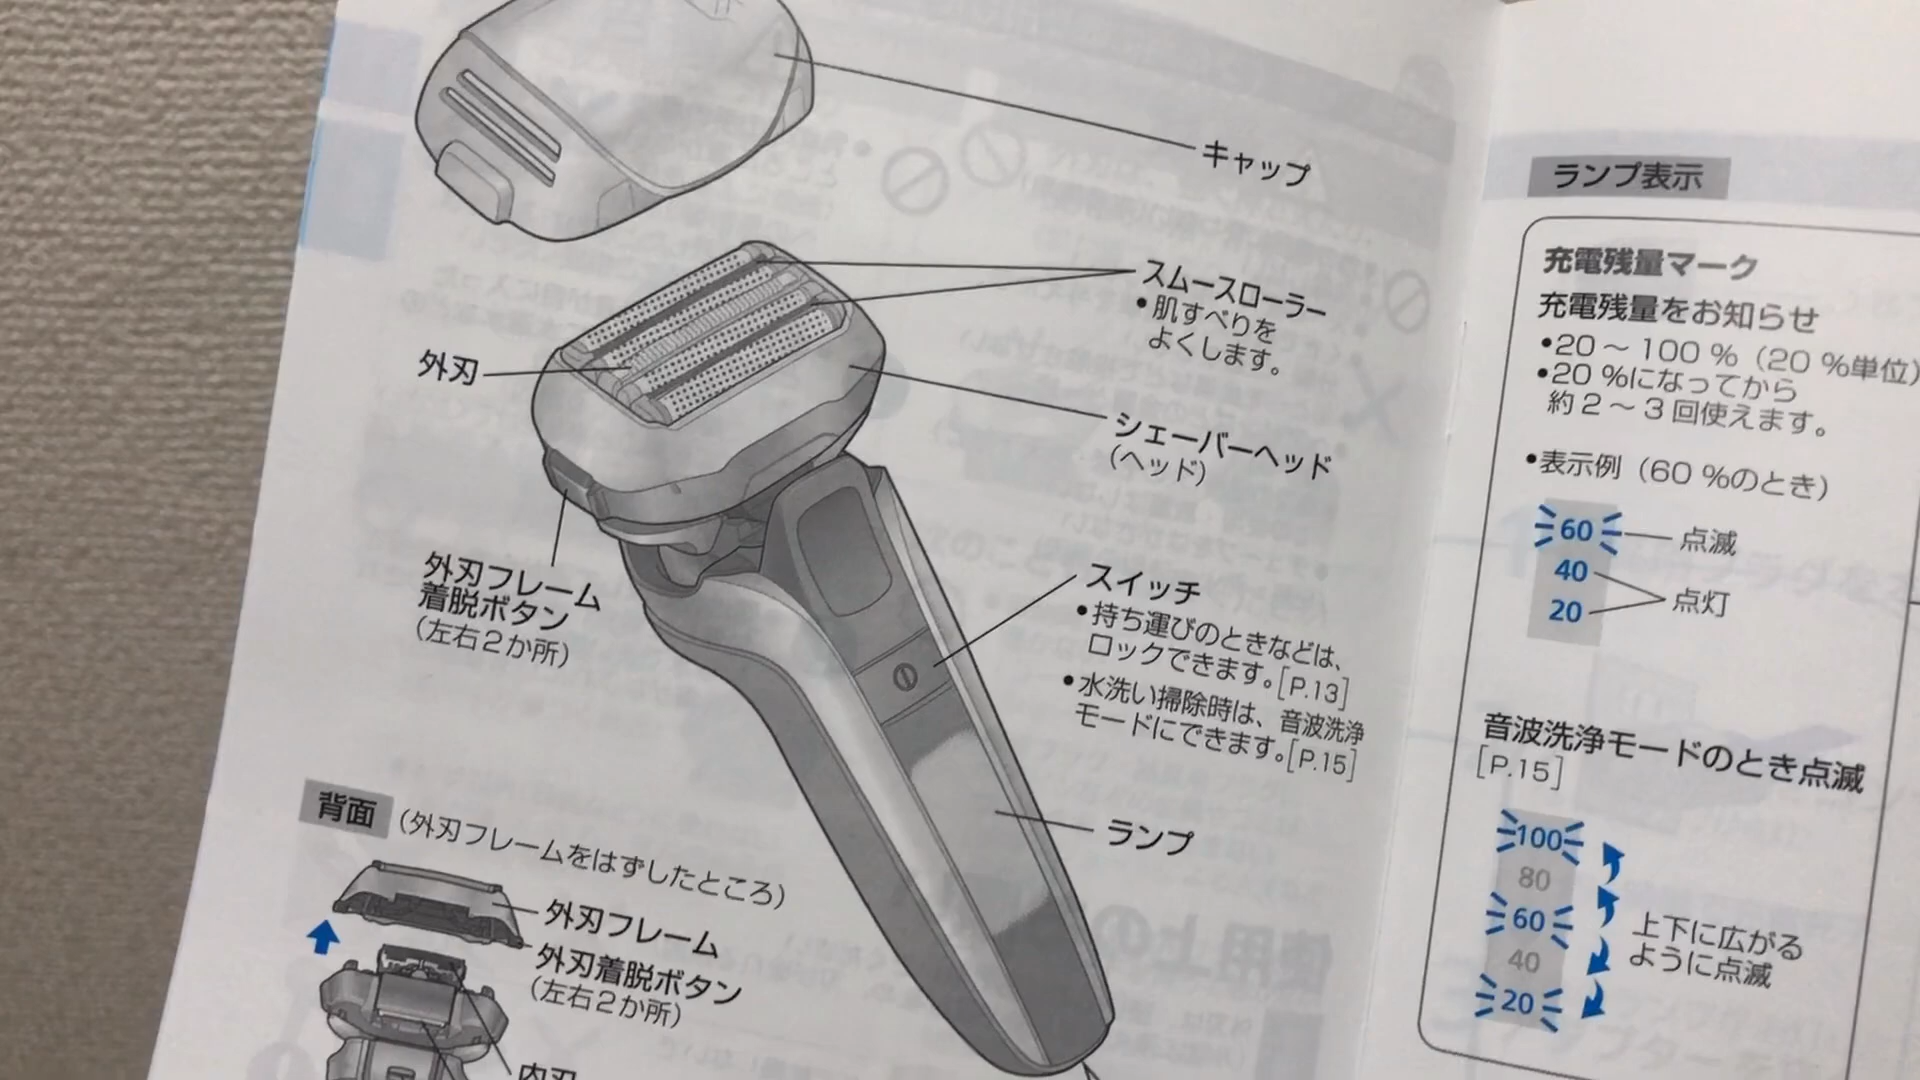 キャップ
スムースローラー
•肌すべりを
よくします。
外刃
シェーバーヘッド
(ヘッド)
外刃フレーム
着脱ボタン
(左右2か所)
スイッチ
•持ち運びのときなどは、
ロックできます。[P.13]
•水洗い掃除時は、音波洗浄
モードにできます。[P.15]
ランプ
背面 (外刃フレームをはずしたところ)
外刃フレーム
外刃着脱ボタン
(左右2か所)
内刃
ランプ表示
充電残量マーク
充電残量をお知らせ
•20 ~ 100 % (20 %単位)
•20 %になってから
約2~3回使えます。
•表示例 (60 %のとき)
60 点滅
40
点灯
20
音波洗浄モードのとき点滅
[P.15]
100
80
60
40
20
上下に広がる
ように点滅